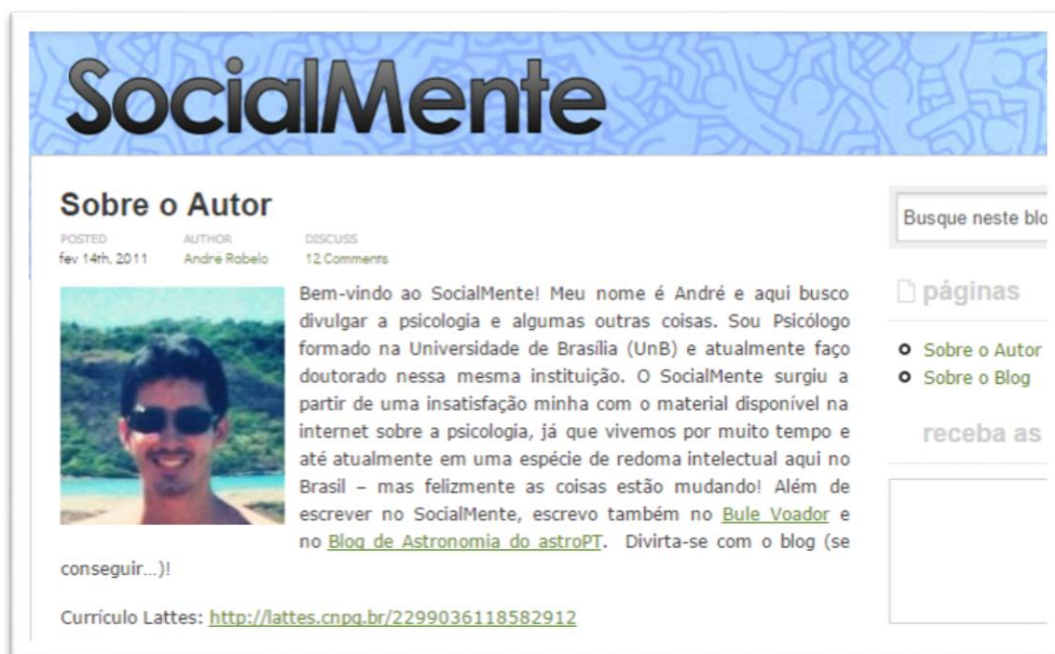 SocialMente
Sobre o Autor
POSTED AUTHOR DISCUSS
fev 14th, 2011 André Rabelo 12 Comments
Bem-vindo ao SocialMente! Meu nome é André e aqui busco
divulgar a psicologia e algumas outras coisas. Sou Psicólogo
formado na Universidade de Brasília (UnB) e atualmente faço
doutorado nessa mesma instituição. O SocialMente surgiu a
partir de uma insatisfação minha com o material disponível na
internet sobre a psicologia, já que vivemos por muito tempo e
até atualmente em uma espécie de redoma intelectual aqui no
Brasil – mas felizmente as coisas estão mudando! Além de
escrever no SocialMente, escrevo também no Bule Voador e
no Blog de Astronomia do astroPT. Divirta-se com o blog (se
conseguir...)!
Currículo Lattes: http://lattes.cnpq.br/2299036118582912
Busque neste blo
páginas
Sobre o Autor
Sobre o Blog
receba as